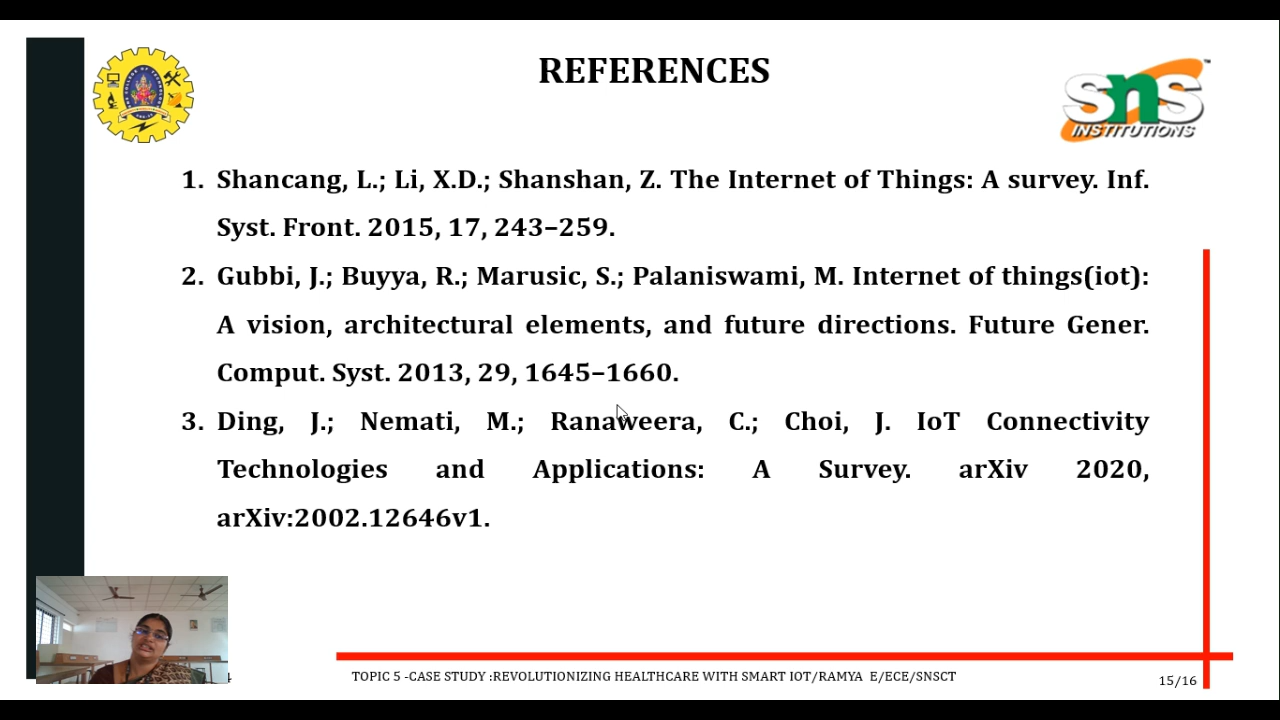 REFERENCES
SnS
INSTITUTIONS
1. Shancang, L.; Li, X.D.; Shanshan, Z. The Internet of Things: A survey. Inf.
Syst. Front. 2015, 17, 243–259.
2. Gubbi, J.; Buyya, R.; Marusic, S.; Palaniswami, M. Internet of things(iot):
A vision, architectural elements, and future directions. Future Gener.
Comput. Syst. 2013, 29, 1645–1660.
3. Ding, J.; Nemati, M.; Ranaweera, C.; Choi, J. IoT Connectivity
Technologies and Applications: A Survey. arXiv 2020,
arXiv:2002.12646v1.
TOPIC 5 -CASE STUDY :REVOLUTIONIZING HEALTHCARE WITH SMART IOT/RAMYA E/ECE/SNSCT
15/16